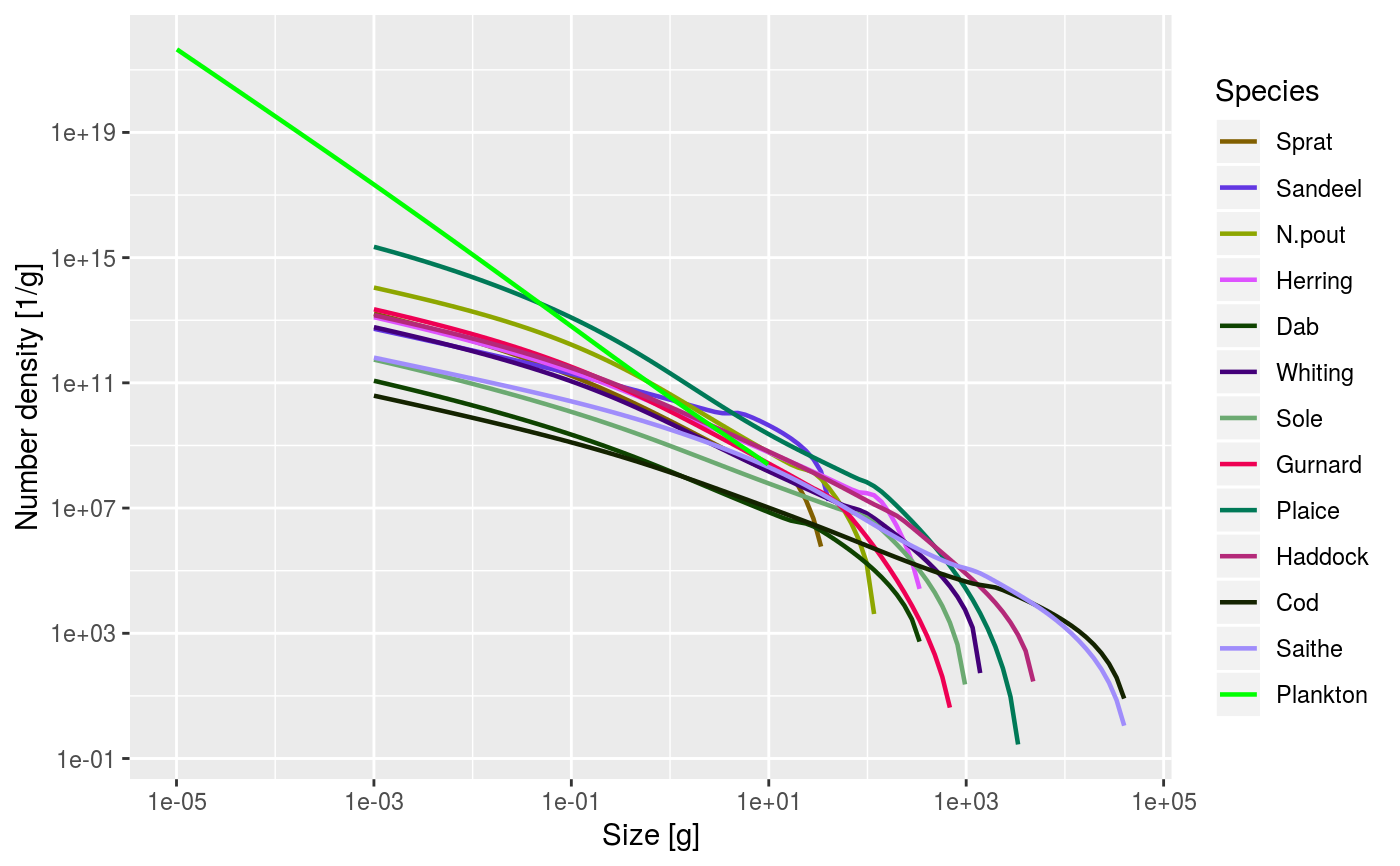 Number density [1/g]
1e+19
1e+15
1e+11
1e+07
1e+03
1e-01
1e-05
1e-03
1e-01
1e+01
1e+03
1e+05
Size [g]
Species
Sprat
Sandeel
N.pout
Herring
Dab
Whiting
Sole
Gurnard
Plaice
Haddock
Cod
Saithe
Plankton